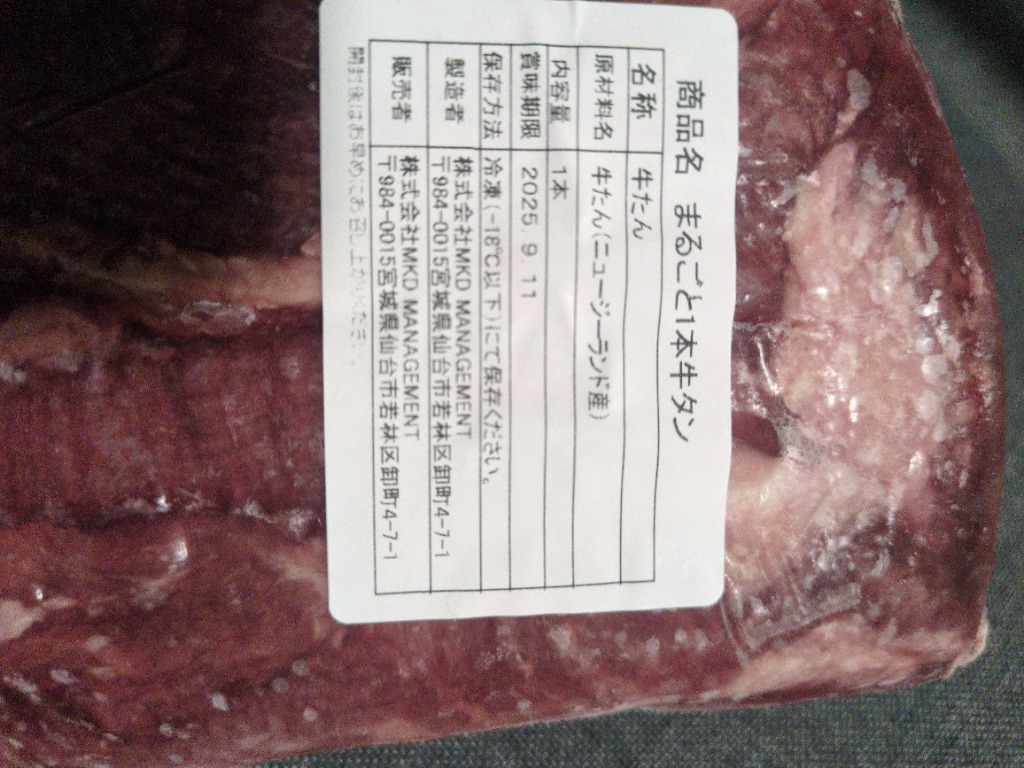 商品名 まるごと1本牛タン
名称 牛たん
原材料名 牛たん(ニュージーランド産)
内容量 1本
賞味期限 2025. 9. 11
保存方法 冷凍(-18℃以下)にて保存ください。
製造者 株式会社MKD MANAGEMENT
〒984-0015宮城県仙台市若林区卸町4-7-1
販売者 株式会社MKD MANAGEMENT
〒984-0015宮城県仙台市若林区卸町4-7-1
開封後はお早めにお召し上がりください。